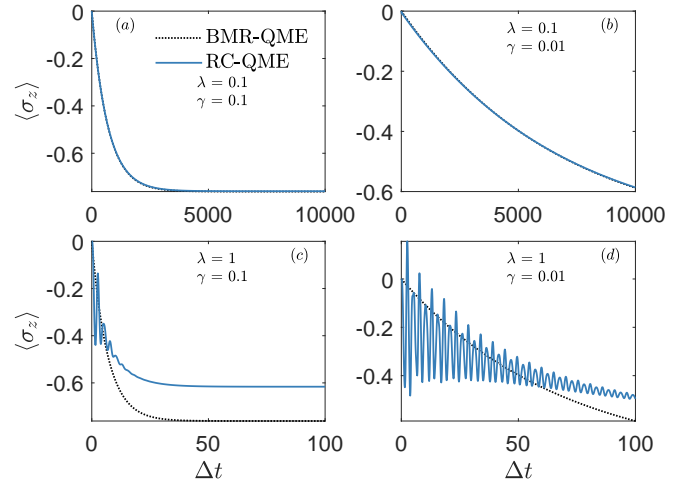 0
(a)
BMR-QME
RC-QME
λ = 0.1
γ = 0.1
-0.2
-0.4
-0.6
⟨σz⟩
0
5000
10000
0
(b)
λ = 0.1
γ = 0.01
-0.2
-0.4
-0.6
0
5000
10000
0
(c)
λ = 1
γ = 0.1
-0.2
-0.4
-0.6
⟨σz⟩
0
50
100
Δt
0
(d)
λ = 1
γ = 0.01
-0.2
-0.4
0
50
100
Δt